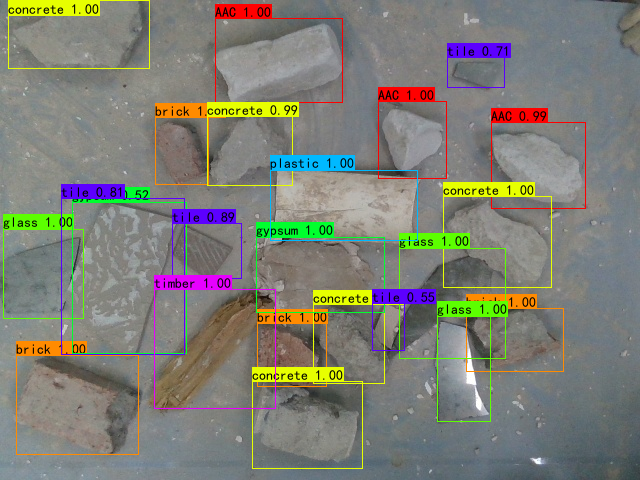 concrete 1.00
AAC 1.00
tile 0.71
AAC 1.00
brick 1.
concrete 0.99
AAC 0.99
plastic 1.00
tile 0.81
0.52
concrete 1.00
glass 1.00
tile 0.89
gypsum 1.00
glass 1.00
timber 1.00
concrete
tile 0.55
brick 1.00
glass 1.00
brick 1.00
brick 1.00
concrete 1.00